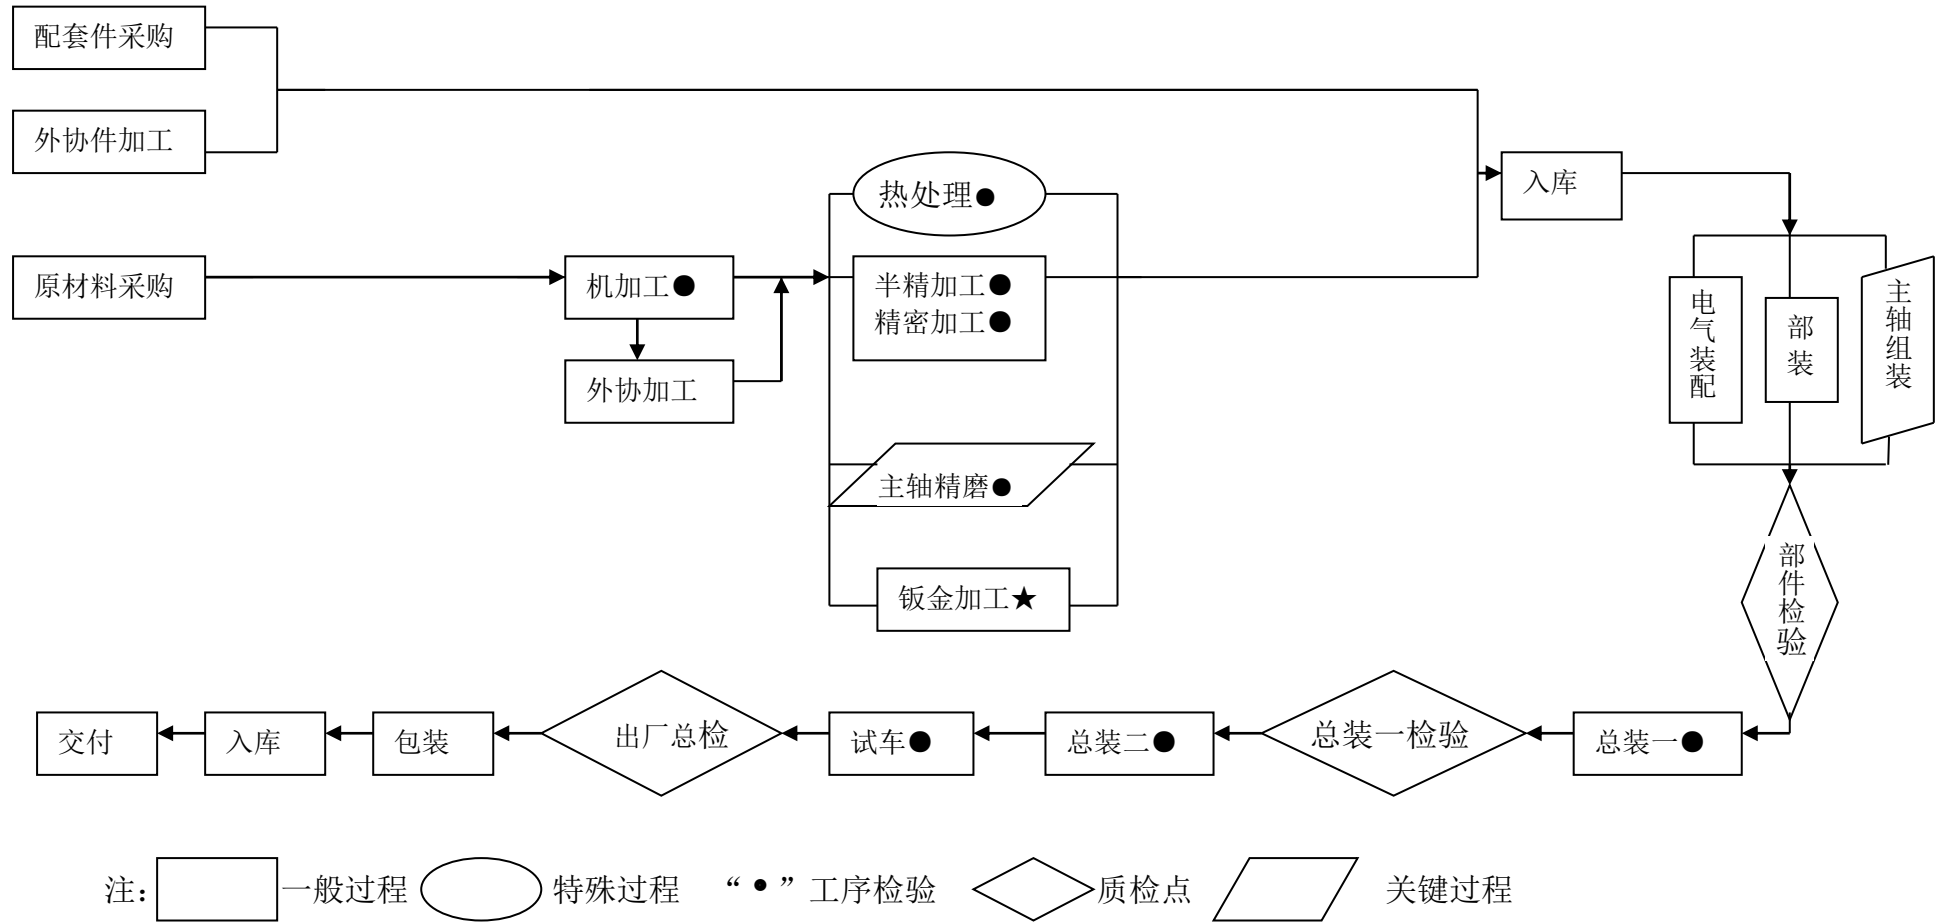 配套件采购
外协件加工
热处理●
入库
原材料采购
机加工●
半精加工●
精密加工●
外协加工
电气装配
部装
主轴组装
主轴精磨●
钣金加工★
部件检验
交付
入库
包装
出厂总检
试车●
总装二●
总装一检验
总装一●
注：
一般过程
特殊过程
“●”工序检验
质检点
关键过程